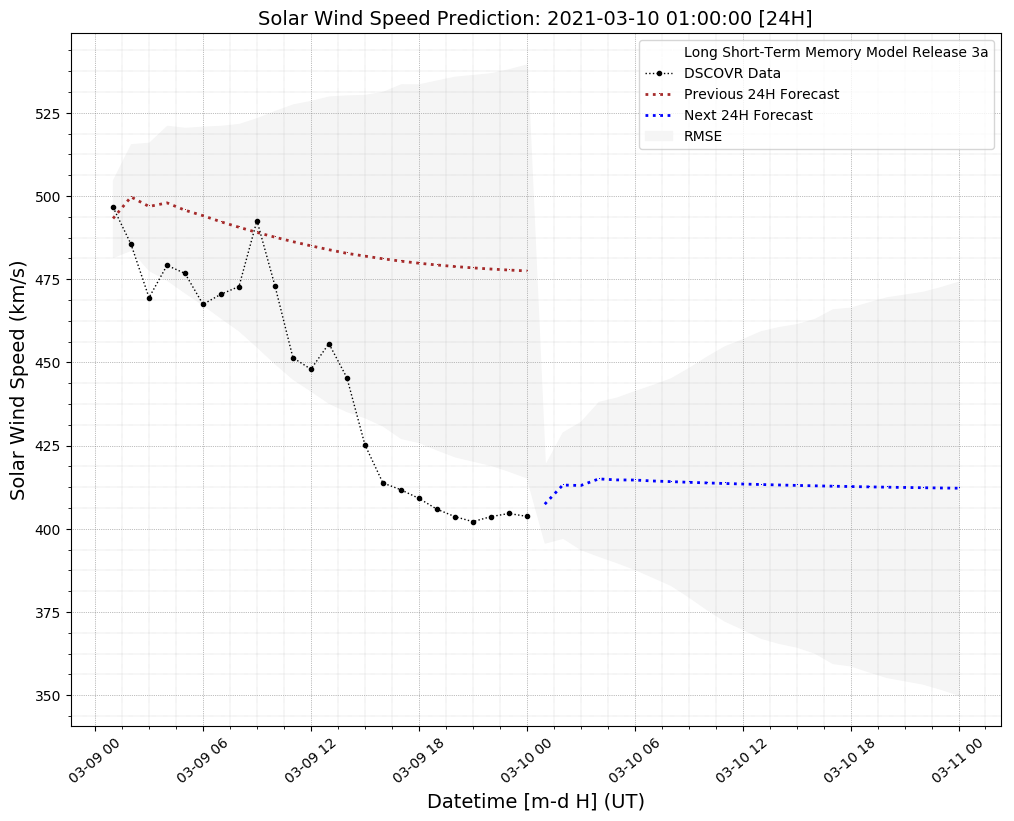 Solar Wind Speed Prediction: 2021-03-10 01:00:00 [24H]
Long Short-Term Memory Model Release 3a
DSCOVR Data
Previous 24H Forecast
Next 24H Forecast
RMSE
Solar Wind Speed (km/s)
525
500
475
450
425
400
375
350
03-09 00
03-09 06
03-09 12
03-09 18
03-10 00
03-10 06
03-10 12
03-10 18
03-11 00
Datetime [m-d H] (UT)